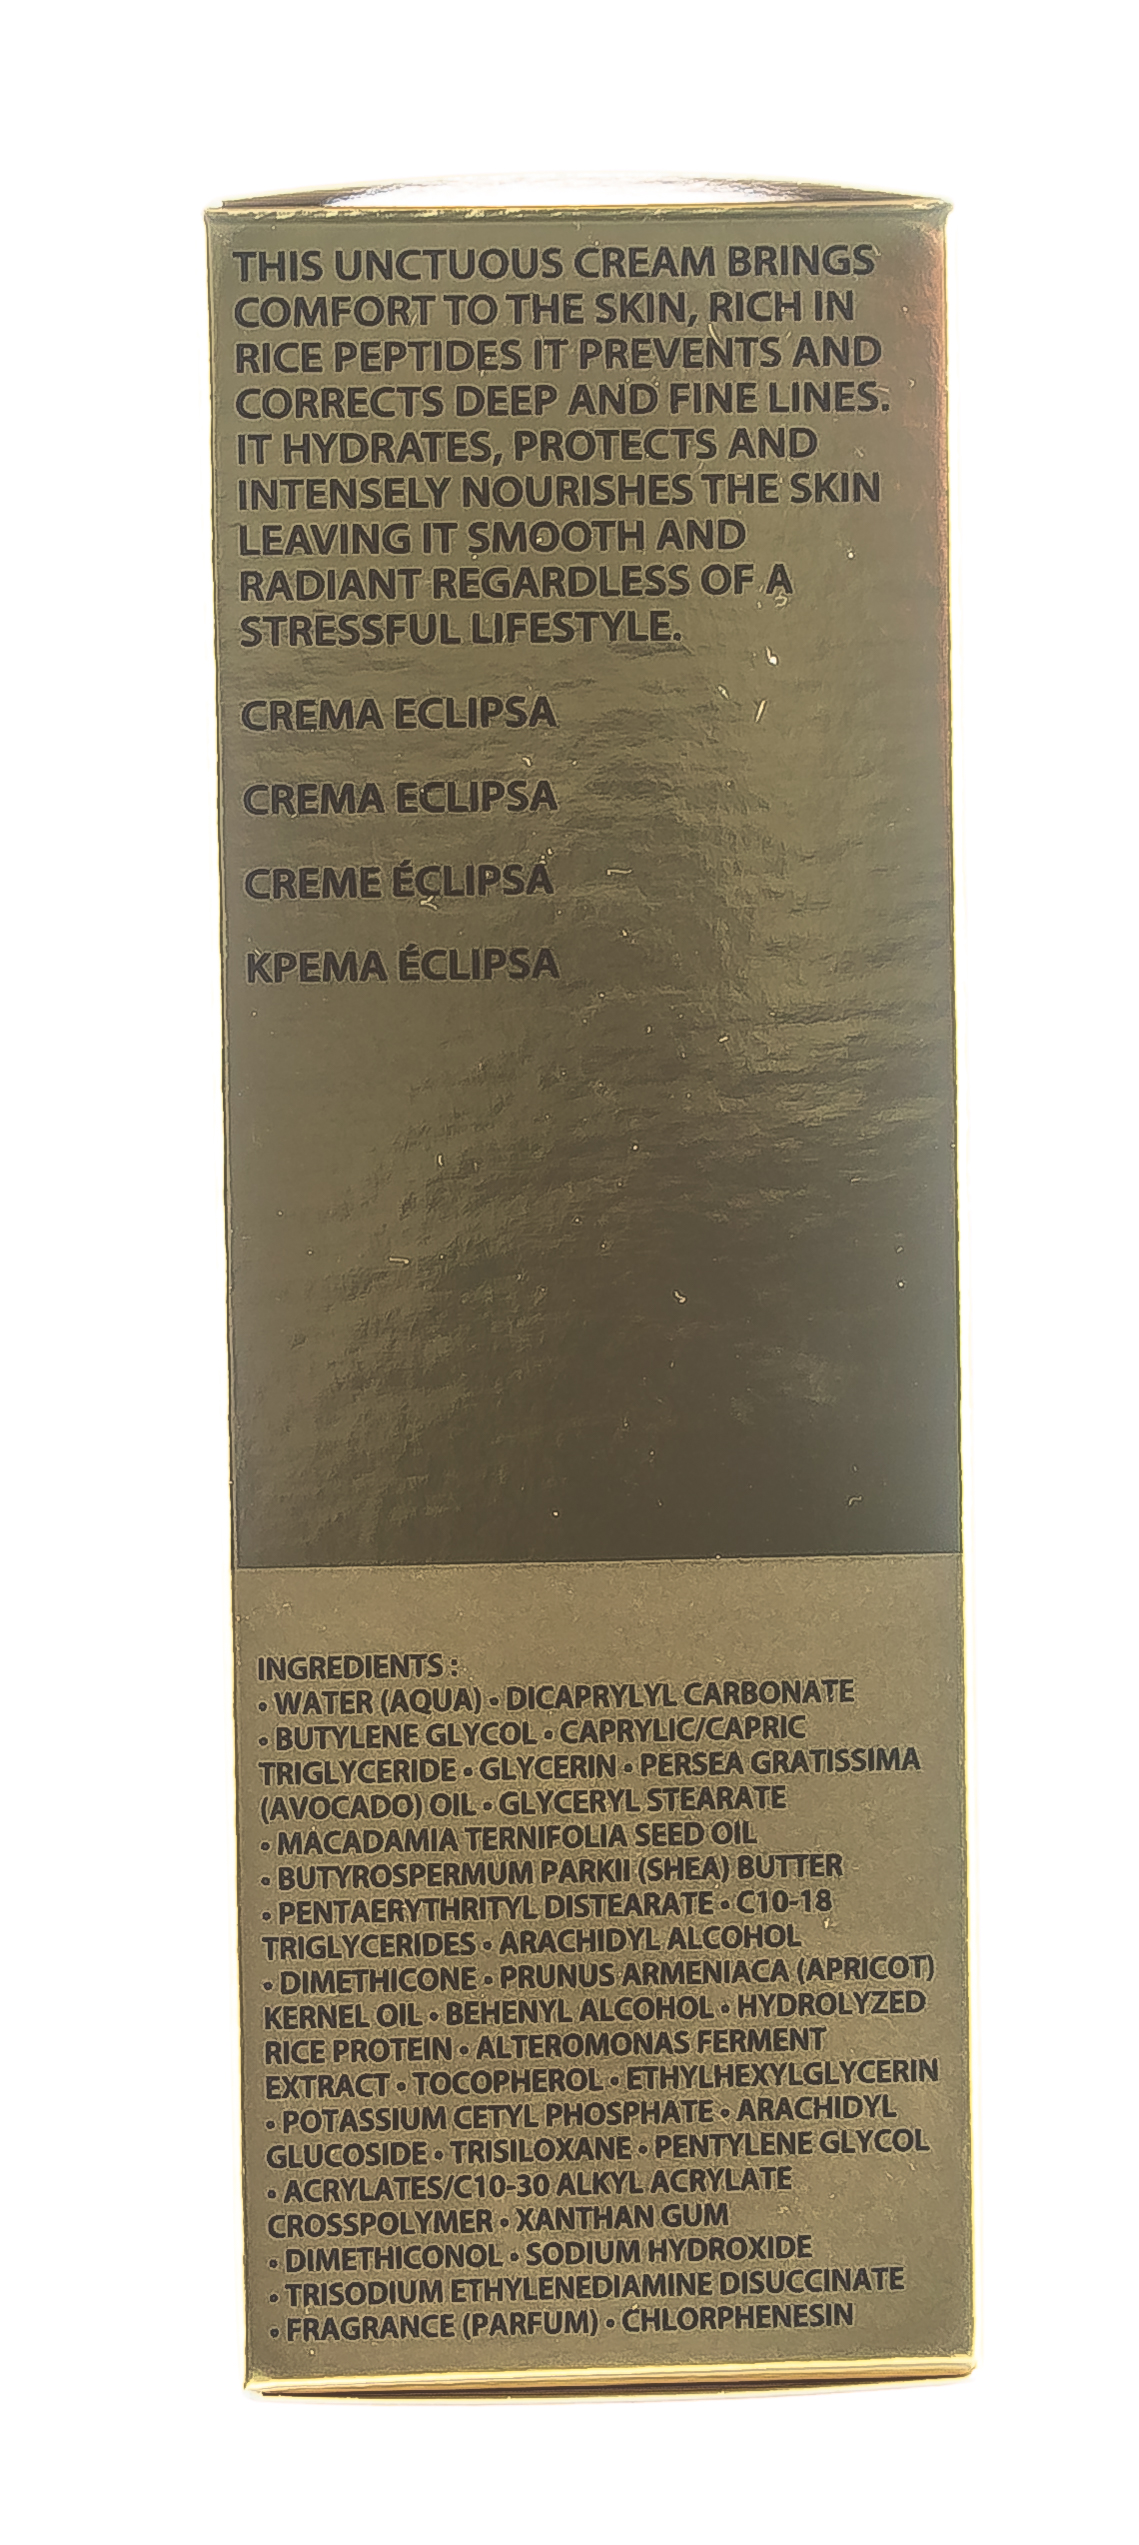 THIS UNCTUOUS CREAM BRINGS
COMFORT TO THE SKIN, RICH IN
RICE PEPTIDES IT PREVENTS AND
CORRECTS DEEP AND FINE LINES.
IT HYDRATES, PROTECTS AND
INTENSELY NOURISHES THE SKIN
LEAVING IT SMOOTH AND
RADIANT REGARDLESS OF A
STRESSFUL LIFESTYLE.
CREMA ECLIPSA
CREMA ECLIPSA
CREME ÉCLIPSA
КРЕМА ÉCLIPSA
INGREDIENTS :
• WATER (AQUA) • DICAPRYLYL CARBONATE
• BUTYLENE GLYCOL • CAPRYLIC/CAPRIC
TRIGLYCERIDE • GLYCERIN • PERSEA GRATISSIMA
(AVOCADO) OIL • GLYCERYL STEARATE
• MACADAMIA TERNIFOLIA SEED OIL
• BUTYROSPERMUM PARKII (SHEA) BUTTER
• PENTAERYTHRITYL DISTEARATE • C10-18
TRIGLYCERIDES • ARACHIDYL ALCOHOL
• DIMETHICONE • PRUNUS ARMENIACA (APRICOT)
KERNEL OIL • BEHENYL ALCOHOL • HYDROLYZED
RICE PROTEIN • ALTEROMONAS FERMENT
EXTRACT • TOCOPHEROL • ETHYLHEXYLGLYCERIN
• POTASSIUM CETYL PHOSPHATE • ARACHIDYL
GLUCOSIDE • TRISILOXANE • PENTYLENE GLYCOL
• ACRYLATES/C10-30 ALKYL ACRYLATE
CROSSPOLYMER • XANTHAN GUM
• DIMETHICONOL • SODIUM HYDROXIDE
• TRISODIUM ETHYLENEDIAMINE DISUCCINATE
• FRAGRANCE (PARFUM) • CHLORPHENESIN